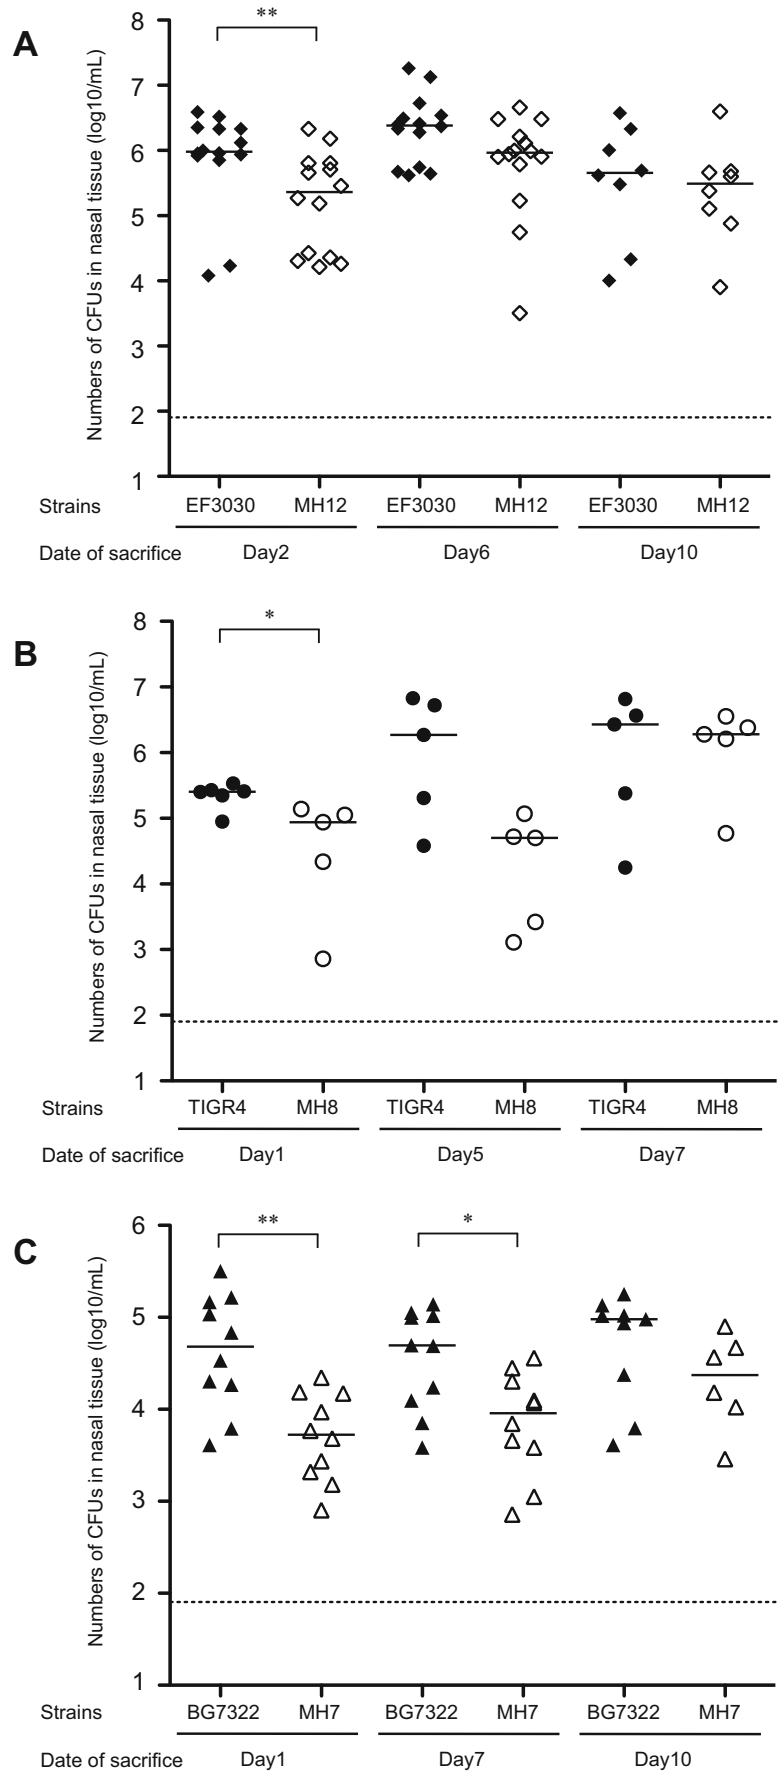 A
Numbers of CFUs in nasal tissue (log10/mL)
**
8
7
6
5
4
3
2
1
Strains EF3030 MH12 EF3030 MH12 EF3030 MH12
Date of sacrifice Day2 Day6 Day10
B
Numbers of CFUs in nasal tissue (log10/mL)
*
8
7
6
5
4
3
2
1
Strains TIGR4 MH8 TIGR4 MH8 TIGR4 MH8
Date of sacrifice Day1 Day5 Day7
C
Numbers of CFUs in nasal tissue (log10/mL)
** *
6
5
4
3
2
1
Strains BG7322 MH7 BG7322 MH7 BG7322 MH7
Date of sacrifice Day1 Day7 Day10